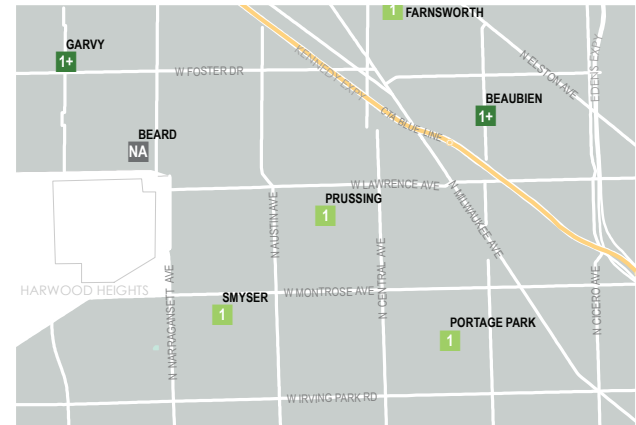 1
FARNSWORTH
GARVY
1+
W FOSTER DR
KENNEDY EXPY
N ELSTON AVE
EDENS EXPY
BEAUBIEN
1+
CTA BLUE LINE
BEARD
NA
W LAWRENCE AVE
PRUSSING
1
N AUSTIN AVE
N CENTRAL AVE
N MILWAUKEE AVE
HARWOOD HEIGHTS
N NARRAGANSETT AVE
SMYSER
1
W MONTROSE AVE
PORTAGE PARK
1
N CICERO AVE
W IRVING PARK RD